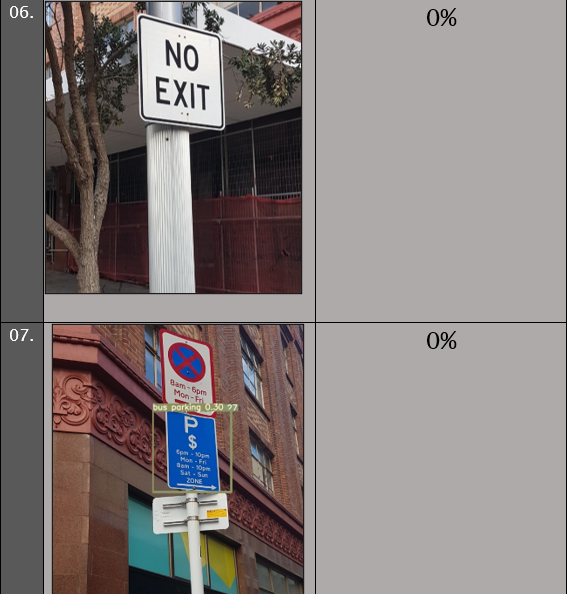 06.
0%
NO
EXIT
07.
0%
8am - 6pm
Mon - Fri
bus parking 0.30 ??
P
$
6pm - 10pm
Mon - Fri
8am - 10pm
Sat - Sun
ZONE